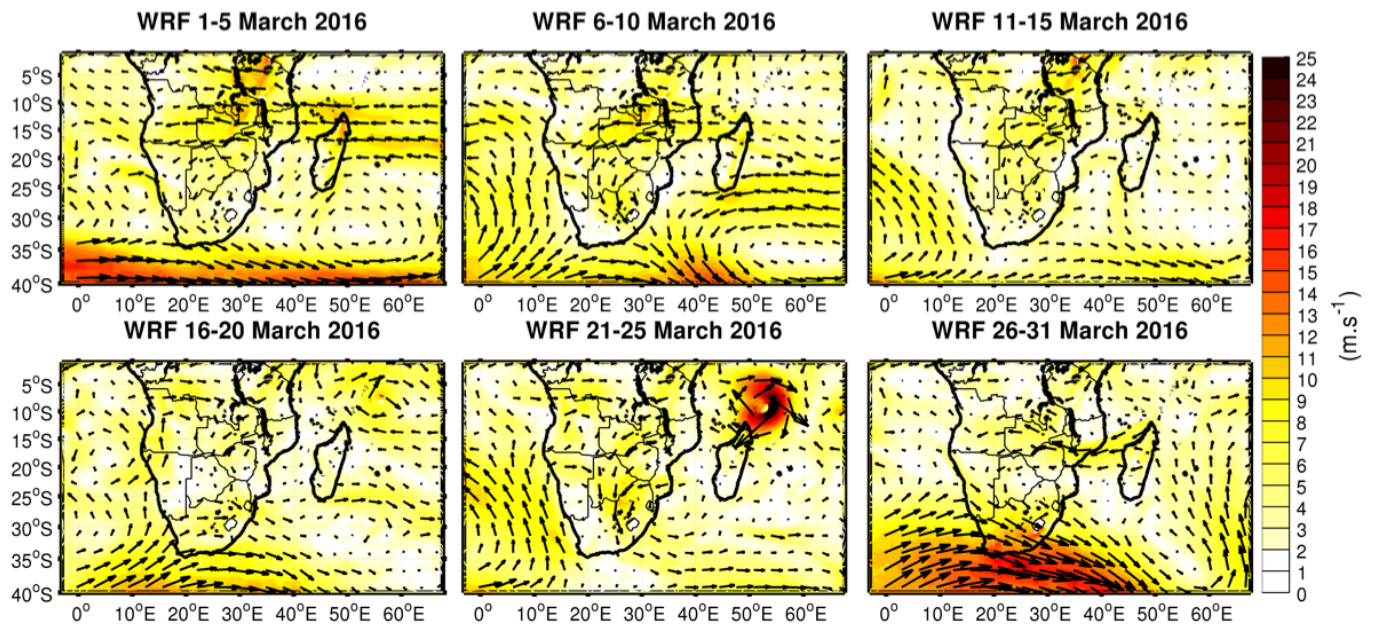 WRF 1-5 March 2016 WRF 6-10 March 2016 WRF 11-15 March 2016
5°S
10°S
15°S
20°S
25°S
30°S
35°S
40°S
0° 10°E 20°E 30°E 40°E 50°E 60°E 0° 10°E 20°E 30°E 40°E 50°E 60°E 0° 10°E 20°E 30°E 40°E 50°E 60°E
WRF 16-20 March 2016 WRF 21-25 March 2016 WRF 26-31 March 2016
5°S
10°S
15°S
20°S
25°S
30°S
35°S
40°S
0° 10°E 20°E 30°E 40°E 50°E 60°E 0° 10°E 20°E 30°E 40°E 50°E 60°E 0° 10°E 20°E 30°E 40°E 50°E 60°E
25
24
23
22
21
20
19
18
17
16
15
14
13
12
11
10
9
8
7
6
5
4
3
2
1
0
(m.s⁻¹)